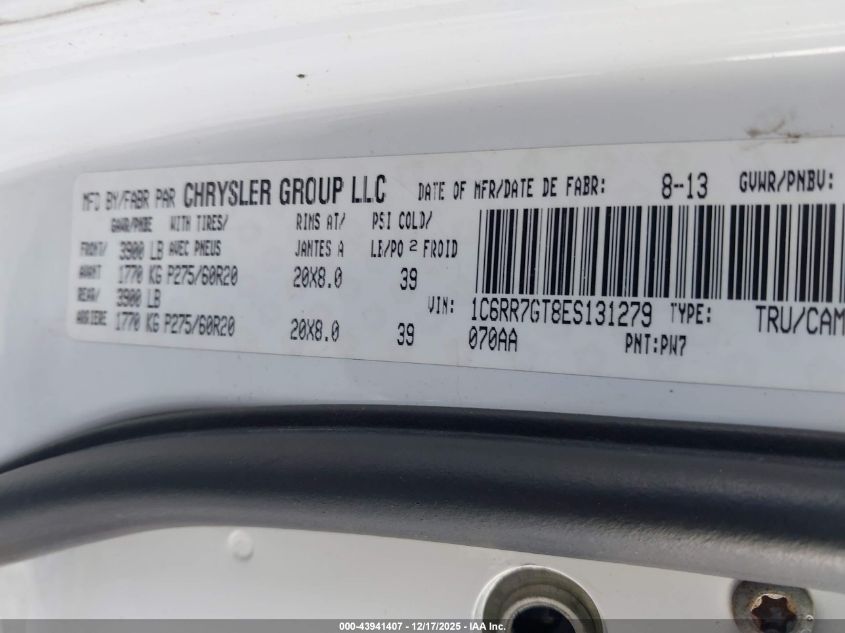 MFD BY/FABR PAR CHRYSLER GROUP LLC DATE OF MFR/DATE DE FABR: 8-13 GVWR/PNBV:
GAWR/PNBE WITH TIRES/ RIMS AT/ PSI COLD/
FRONT/ 3900 LB AVEC PNEUS JANTES A LB/PO 2 FROID
AVANT 1770 KG P275/60R20 20X8.0 39
REAR/ 3900 LB
ARRIERE 1770 KG P275/60R20 20X8.0 39
VIN: 1C6RR7GT8ES131279 TYPE: TRU/CAM
070AA PNT:PW7
000-43941407 - 12/17/2025 - IAA Inc.